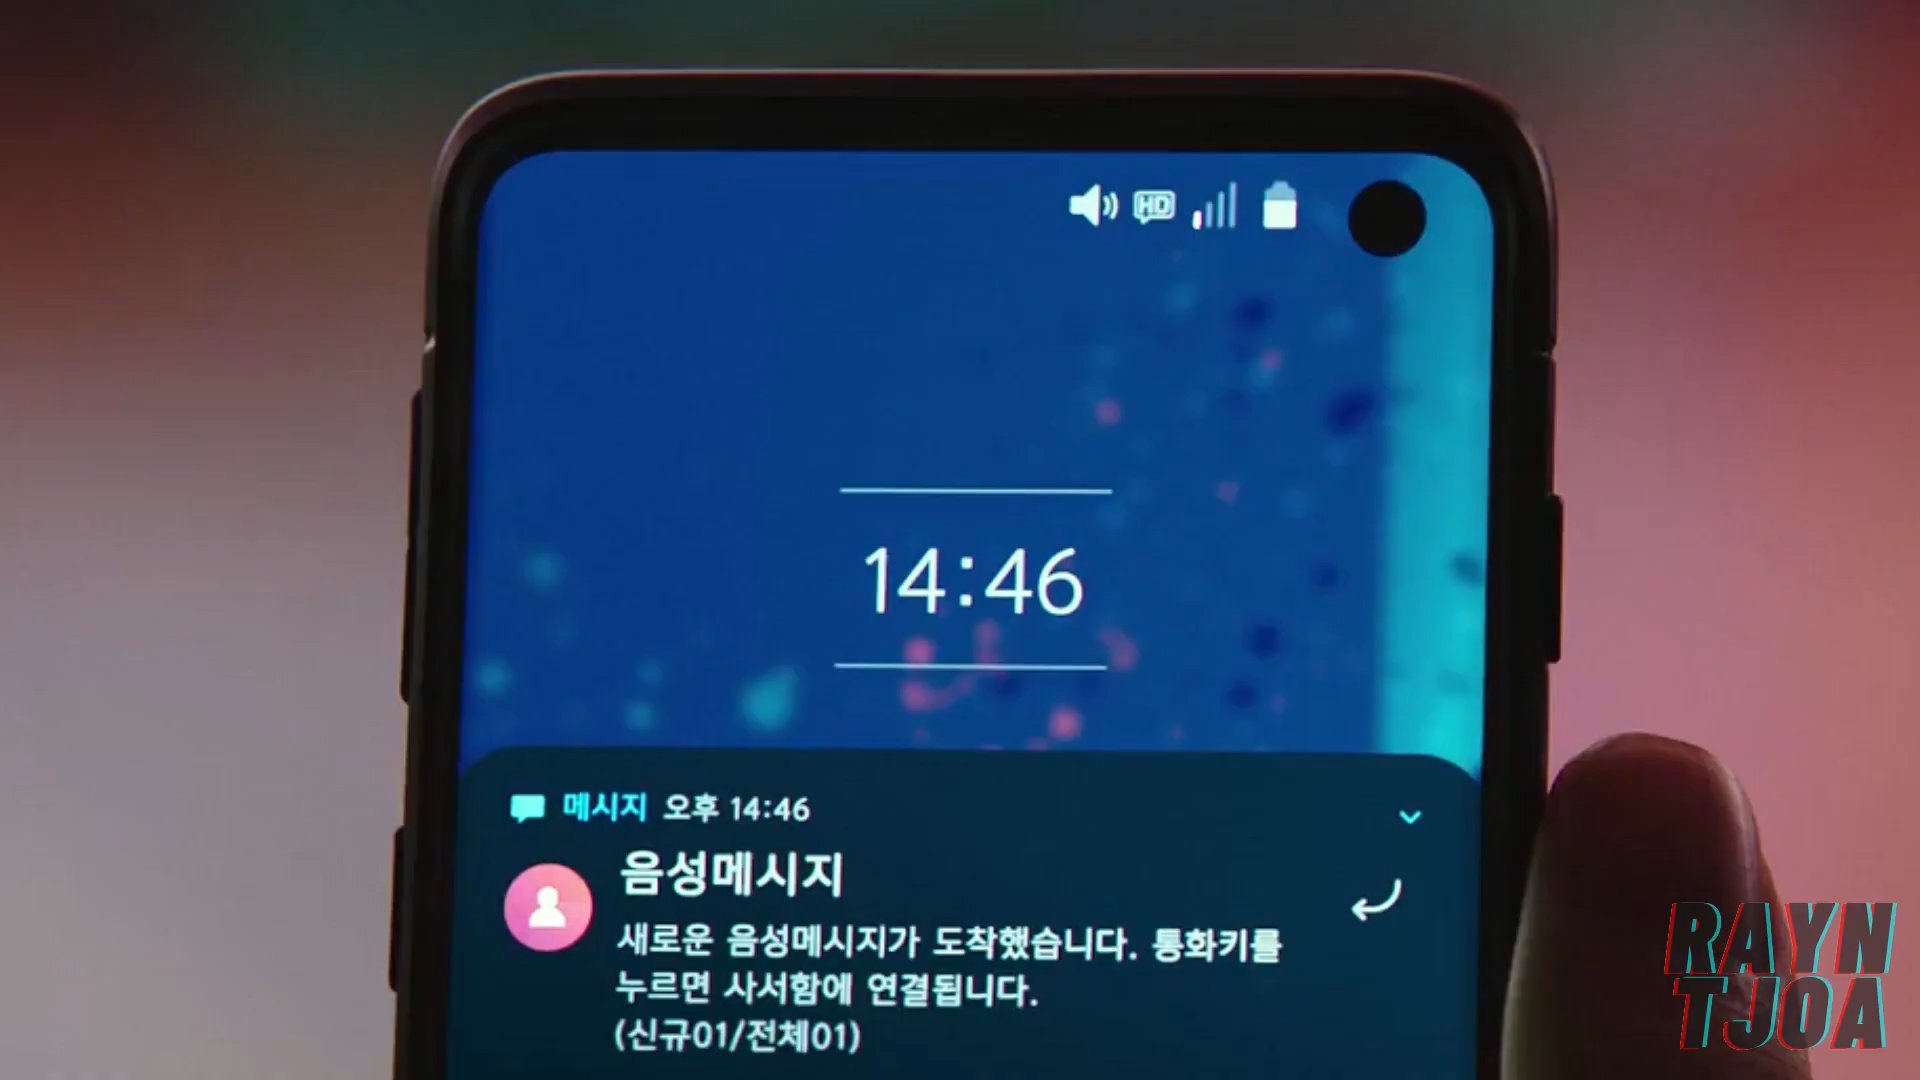 HD
14:46
메시지 오후 14:46
음성메시지
새로운 음성메시지가 도착했습니다. 통화키를
누르면 사서함에 연결됩니다.
(신규01/전체01)
RAYN
TJOA